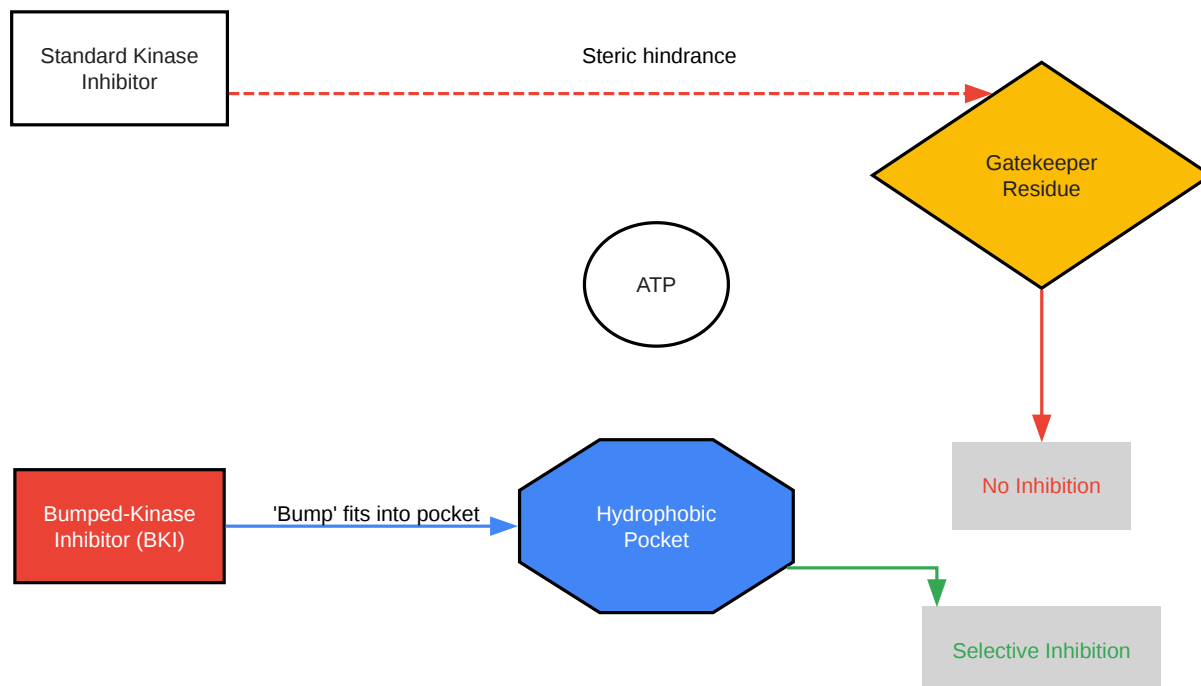 Standard Kinase
Inhibitor
Steric hindrance
Gatekeeper
Residue
ATP
No Inhibition
Bumped-Kinase
Inhibitor (BKI)
'Bump' fits into pocket
Hydrophobic
Pocket
Selective Inhibition